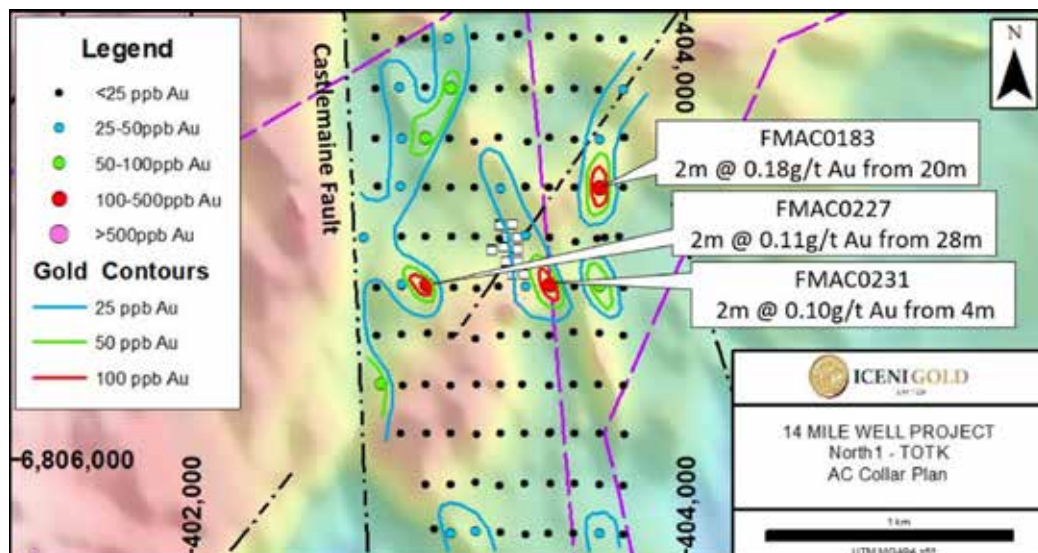 Legend
<25 ppb Au
25-50ppb Au
50-100ppb Au
100-500ppb Au
>500ppb Au
Gold Contours
25 ppb Au
50 ppb Au
100 ppb Au
Castlemaine Fault
404,000
N
FMAC0183
2m @ 0.18g/t Au from 20m
FMAC0227
2m @ 0.11g/t Au from 28m
FMAC0231
2m @ 0.10g/t Au from 4m
6,806,000
402,000
404,000
ICENIGOLD
14 MILE WELL PROJECT
North1 - TOTK
AC Collar Plan
1 km